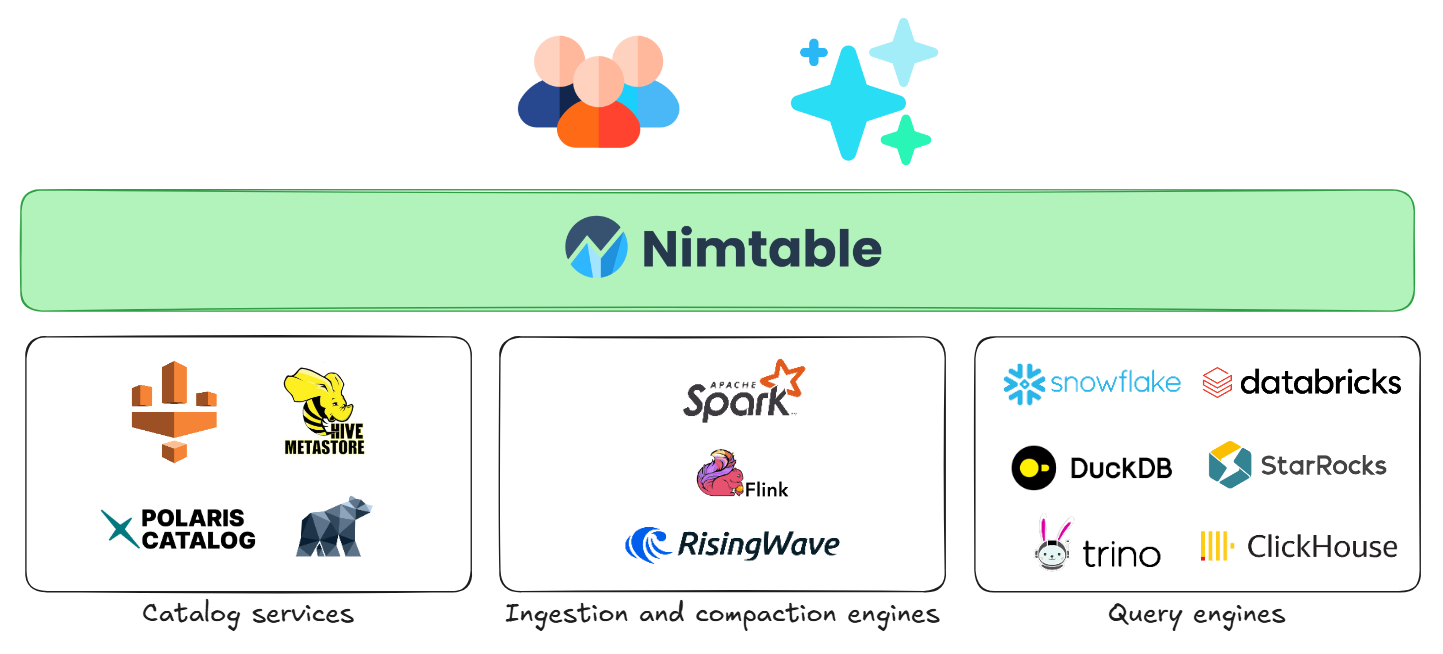 Nimtable
HIVE
METASTORE
POLARIS
CATALOG
Catalog services
APACHE
Spark
Flink
RisingWave
Ingestion and compaction engines
snowflake
databricks
DuckDB
StarRocks
trino
ClickHouse
Query engines